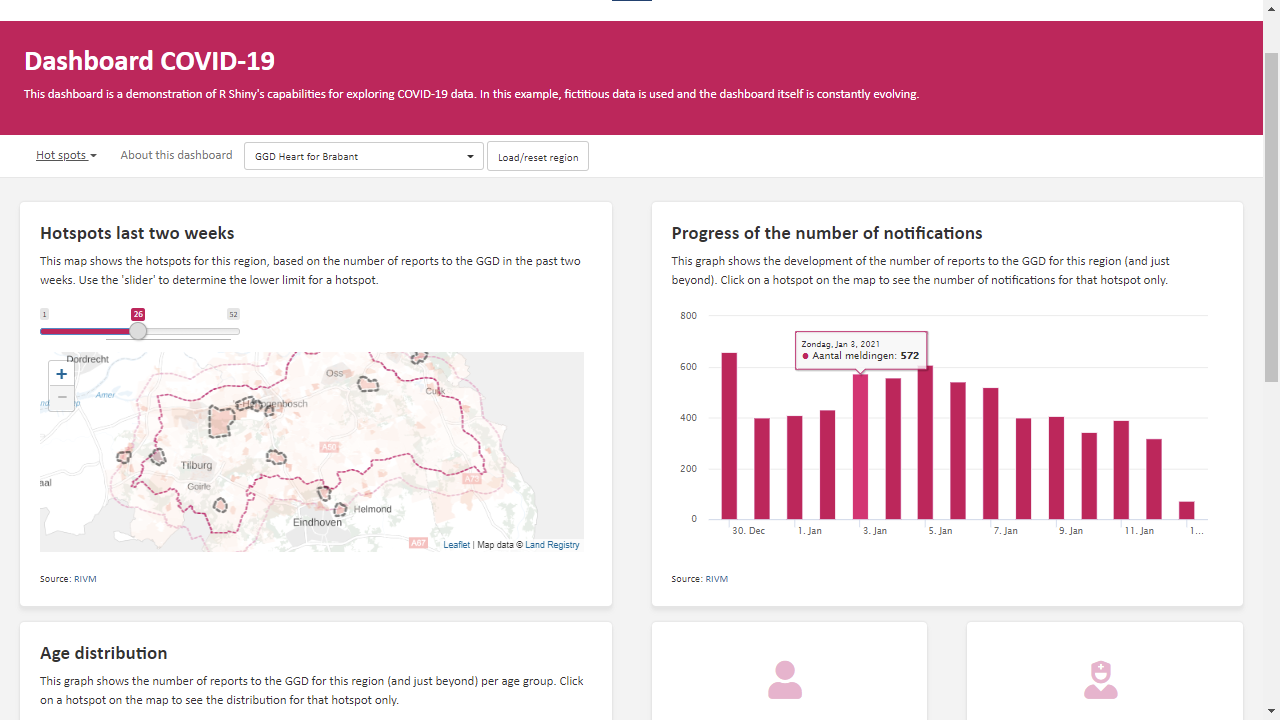 Dashboard COVID-19
This dashboard is a demonstration of R Shiny's capabilities for exploring COVID-19 data. In this example, fictitious data is used and the dashboard itself is constantly evolving.
Hot spots
About this dashboard
GGD Heart for Brabant
Load/reset region
Hotspots last two weeks
This map shows the hotspots for this region, based on the number of reports to the GGD in the past two
weeks. Use the 'slider' to determine the lower limit for a hotspot.
1
26
52
Dordrecht
+
−
Amer
Oss
Cuijk
Tilburg
Goirle
A50
A73
Helmond
Eindhoven
A67
Leaflet | Map data © Land Registry
Source: RIVM
Progress of the number of notifications
This graph shows the development of the number of reports to the GGD for this region (and just
beyond). Click on a hotspot on the map to see the number of notifications for that hotspot only.
800
Zondag, Jan 3, 2021
Aantal meldingen: 572
600
400
200
0
30. Dec
1. Jan
3. Jan
5. Jan
7. Jan
9. Jan
11. Jan
1...
Source: RIVM
Age distribution
This graph shows the number of reports to the GGD for this region (and just beyond) per age group. Click
on a hotspot on the map to see the distribution for that hotspot only.